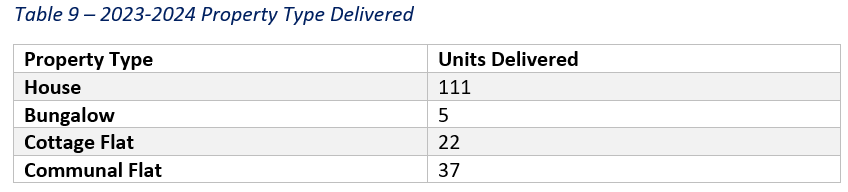 Table 9 – 2023-2024 Property Type Delivered
Property Type Units Delivered
House 111
Bungalow 5
Cottage Flat 22
Communal Flat 37